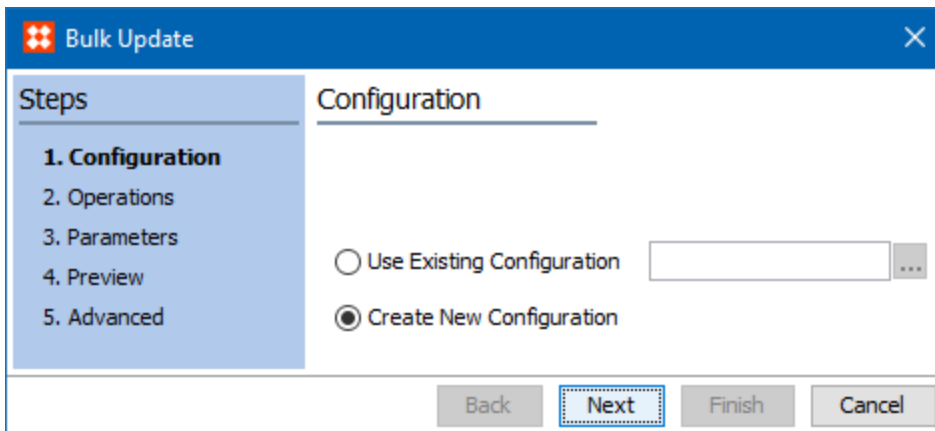 Bulk Update
Steps
1. Configuration
2. Operations
3. Parameters
4. Preview
5. Advanced
Configuration
Use Existing Configuration
...
Create New Configuration
Back
Next
Finish
Cancel